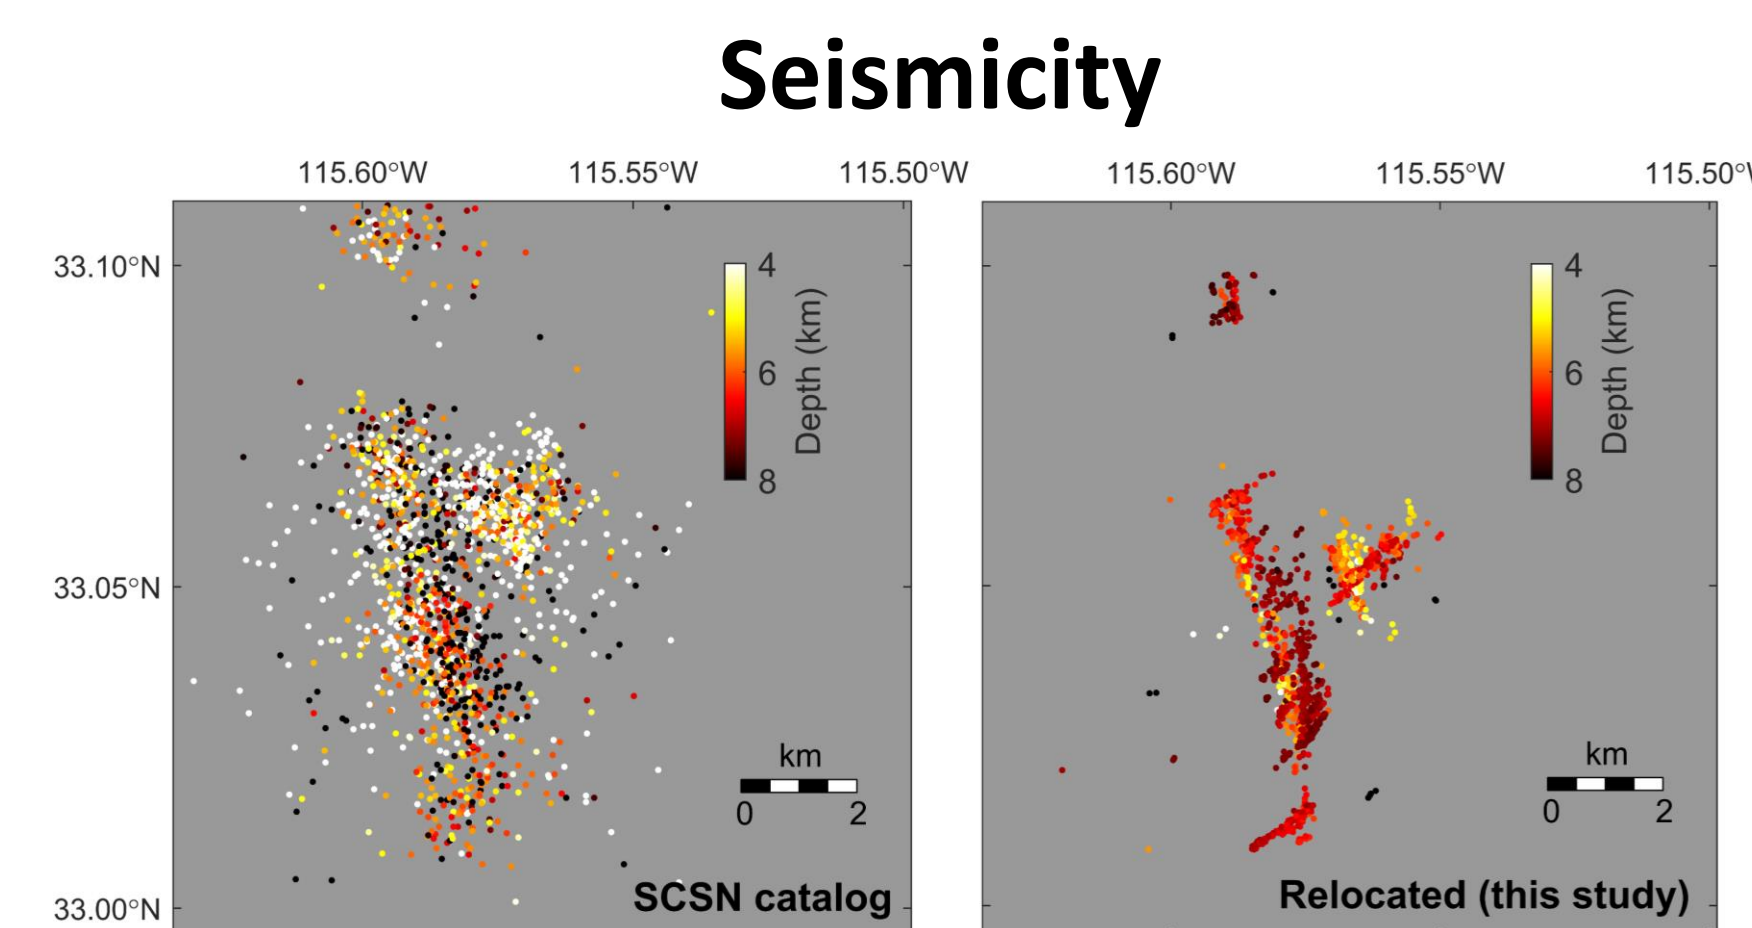 Seismicity
115.60°W 115.55°W 115.50°W
33.10°N
33.05°N
33.00°N
4
6
8
Depth (km)
km
0 2
SCSN catalog
115.60°W 115.55°W 115.50°W
4
6
8
Depth (km)
km
0 2
Relocated (this study)